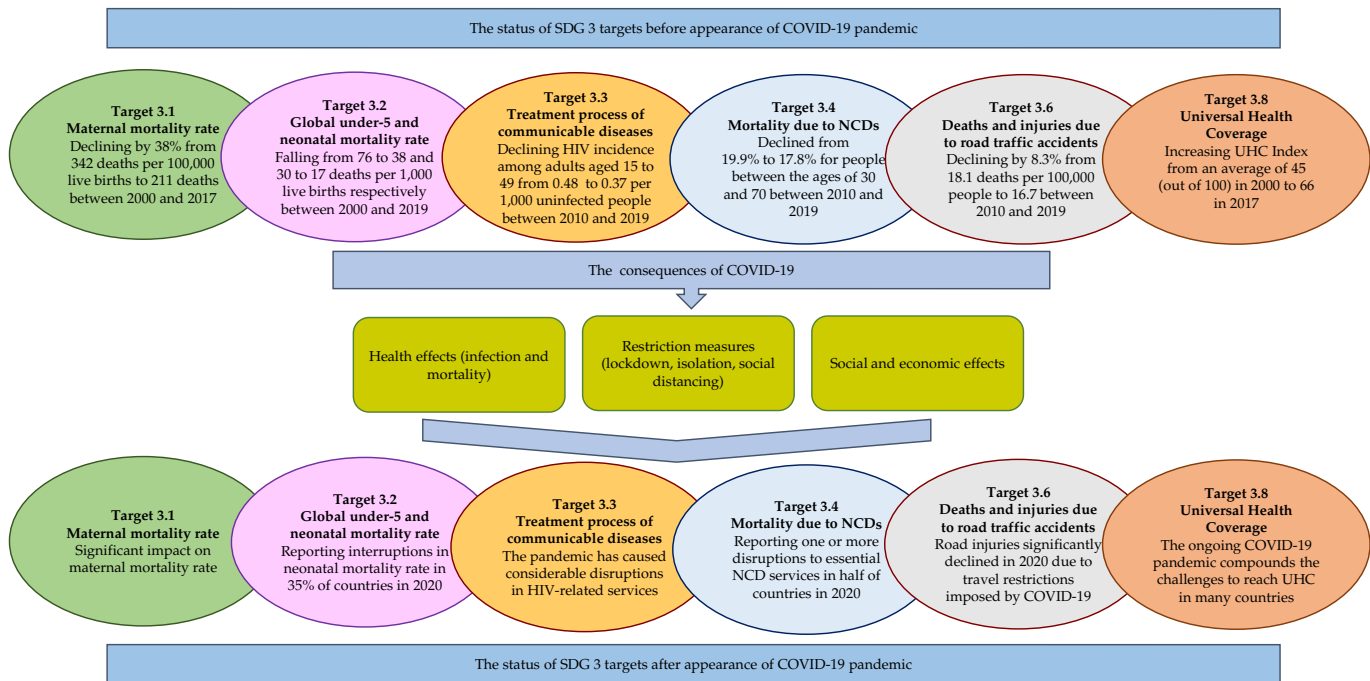 The status of SDG 3 targets before appearance of COVID-19 pandemic
Target 3.1
Maternal mortality rate
Declining by 38% from
342 deaths per 100,000
live births to 211 deaths
between 2000 and 2017
Target 3.2
Global under-5 and
neonatal mortality rate
Falling from 76 to 38 and
30 to 17 deaths per 1,000
live births respectively
between 2000 and 2019
Target 3.3
Treatment process of
communicable diseases
Declining HIV incidence
among adults aged 15 to
49 from 0.48 to 0.37 per
1,000 uninfected people
between 2010 and 2019
Target 3.4
Mortality due to NCDs
Declined from
19.9% to 17.8% for people
between the ages of 30
and 70 between 2010 and
2019
Target 3.6
Deaths and injuries due
to road traffic accidents
Declining by 8.3% from
18.1 deaths per 100,000
people to 16.7 between
2010 and 2019
Target 3.8
Universal Health
Coverage
Increasing UHC Index
from an average of 45
(out of 100) in 2000 to 66
in 2017
The consequences of COVID-19
Health effects (infection and
mortality)
Restriction measures
(lockdown, isolation, social
distancing)
Social and economic effects
Target 3.1
Maternal mortality rate
Significant impact on
maternal mortality rate
Target 3.2
Global under-5 and
neonatal mortality rate
Reporting interruptions in
neonatal mortality rate in
35% of countries in 2020
Target 3.3
Treatment process of
communicable diseases
The pandemic has caused
considerable disruptions
in HIV-related services
Target 3.4
Mortality due to NCDs
Reporting one or more
disruptions to essential
NCD services in half of
countries in 2020
Target 3.6
Deaths and injuries due
to road traffic accidents
Road injuries significantly
declined in 2020 due to
travel restrictions
imposed by COVID-19
Target 3.8
Universal Health
Coverage
The ongoing COVID-19
pandemic compounds the
challenges to reach UHC
in many countries
The status of SDG 3 targets after appearance of COVID-19 pandemic